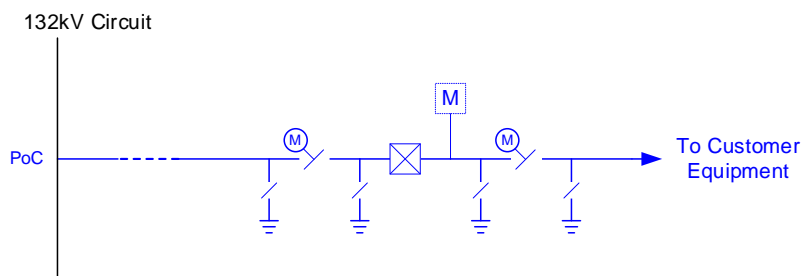 132kV Circuit
M
M
M
PoC
To Customer
Equipment